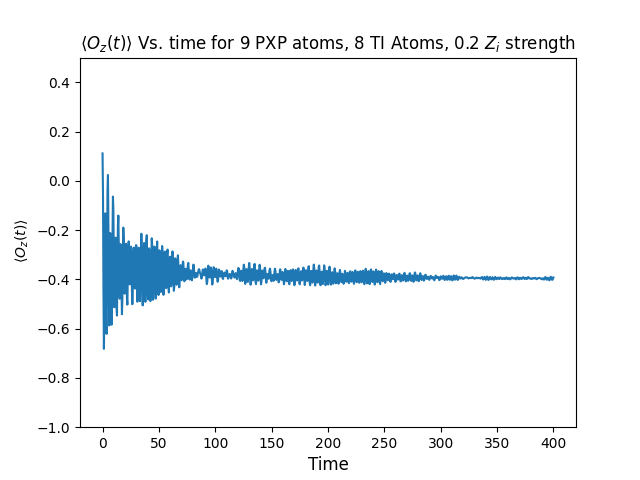 ⟨O_z(t)⟩ Vs. time for 9 PXP atoms, 8 TI Atoms, 0.2 Z_i strength
0.4
0.2
0.0
−0.2
−0.4
−0.6
−0.8
−1.0
⟨O_z(t)⟩
0 50 100 150 200 250 300 350 400
Time